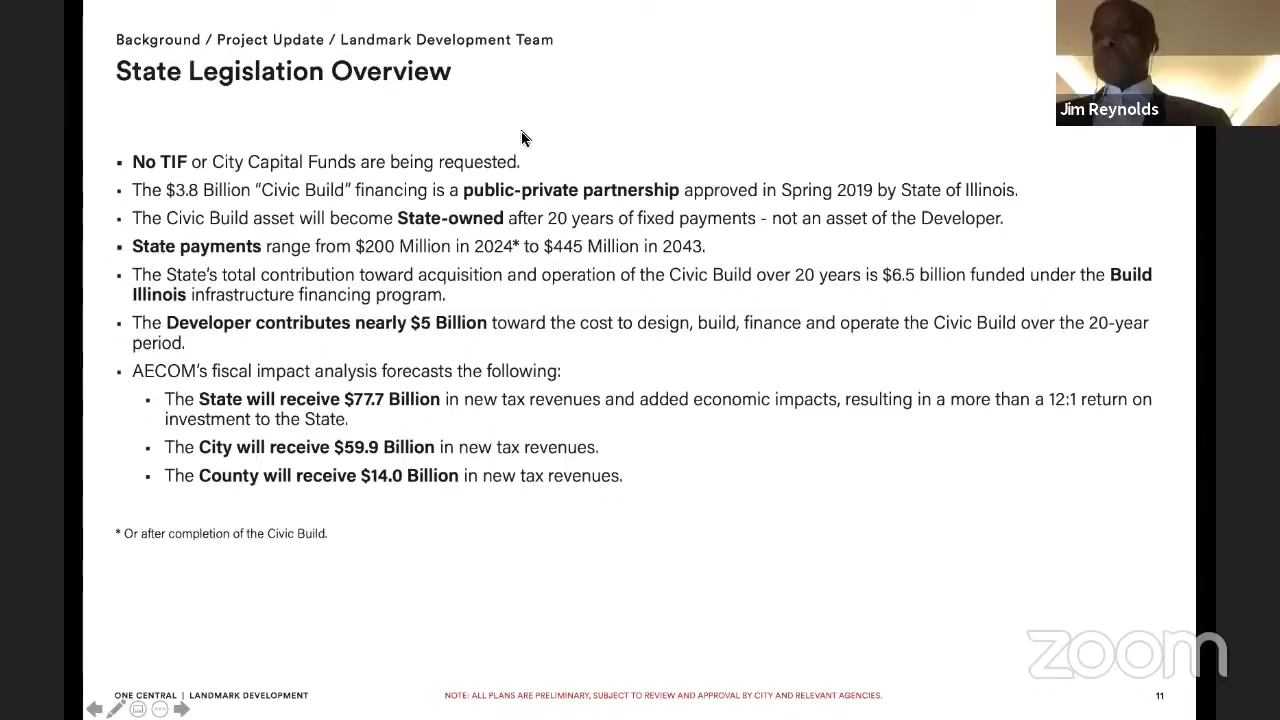 Background / Project Update / Landmark Development Team
State Legislation Overview
Jim Reynolds
▪ No TIF or City Capital Funds are being requested.
▪ The $3.8 Billion “Civic Build” financing is a public-private partnership approved in Spring 2019 by State of Illinois.
▪ The Civic Build asset will become State-owned after 20 years of fixed payments - not an asset of the Developer.
▪ State payments range from $200 Million in 2024* to $445 Million in 2043.
▪ The State’s total contribution toward acquisition and operation of the Civic Build over 20 years is $6.5 billion funded under the Build
Illinois infrastructure financing program.
▪ The Developer contributes nearly $5 Billion toward the cost to design, build, finance and operate the Civic Build over the 20-year
period.
▪ AECOM’s fiscal impact analysis forecasts the following:
▪ The State will receive $77.7 Billion in new tax revenues and added economic impacts, resulting in a more than a 12:1 return on
investment to the State.
▪ The City will receive $59.9 Billion in new tax revenues.
▪ The County will receive $14.0 Billion in new tax revenues.
* Or after completion of the Civic Build.
zoom
ONE CENTRAL | LANDMARK DEVELOPMENT
NOTE: ALL PLANS ARE PRELIMINARY, SUBJECT TO REVIEW AND APPROVAL BY CITY AND RELEVANT AGENCIES.
11